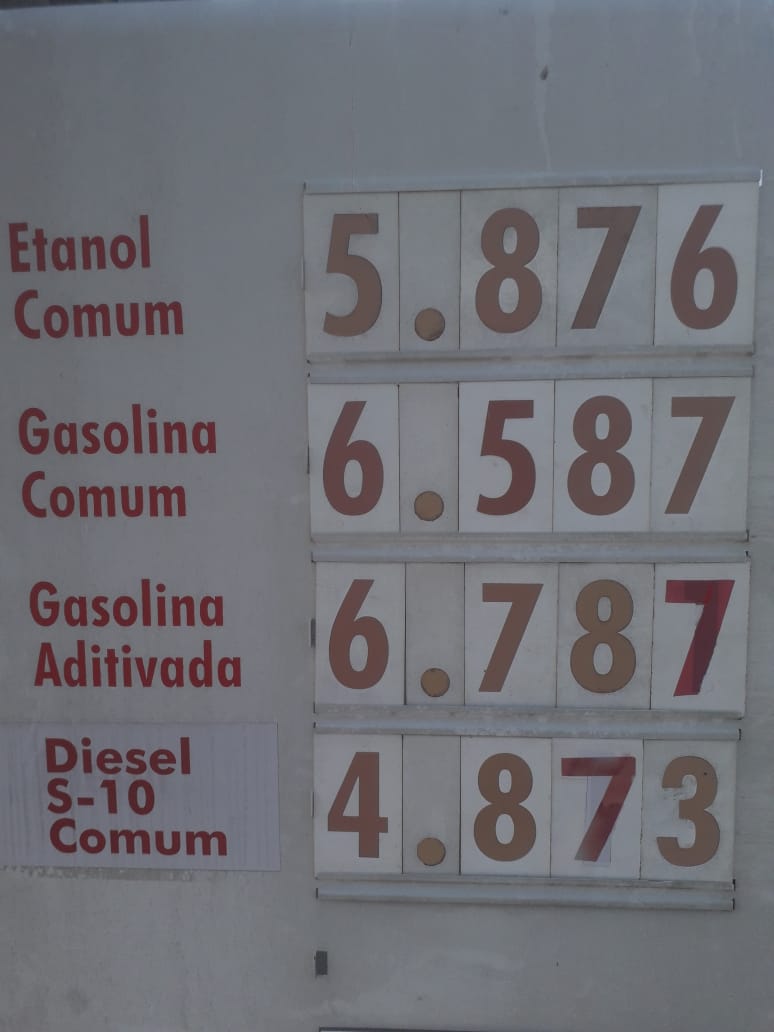 Etanol
Comum
5.876
Gasolina
Comum
6.587
Gasolina
Aditivada
6.787
Diesel
S-10
Comum
4.873